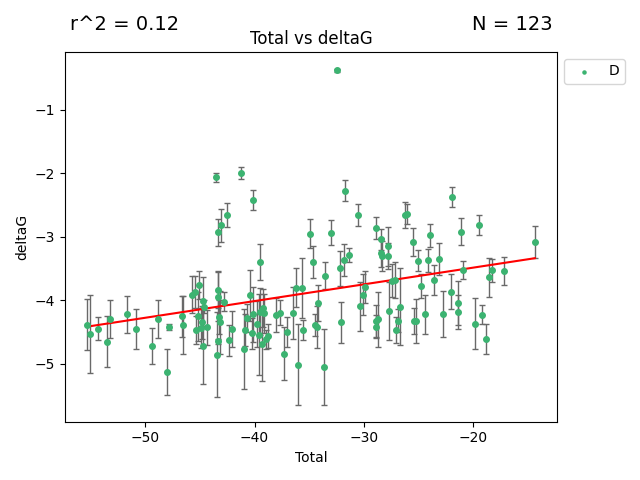 r^2 = 0.12
N = 123
Total vs deltaG
D
deltaG
−1
−2
−3
−4
−5
−50
−40
−30
−20
Total